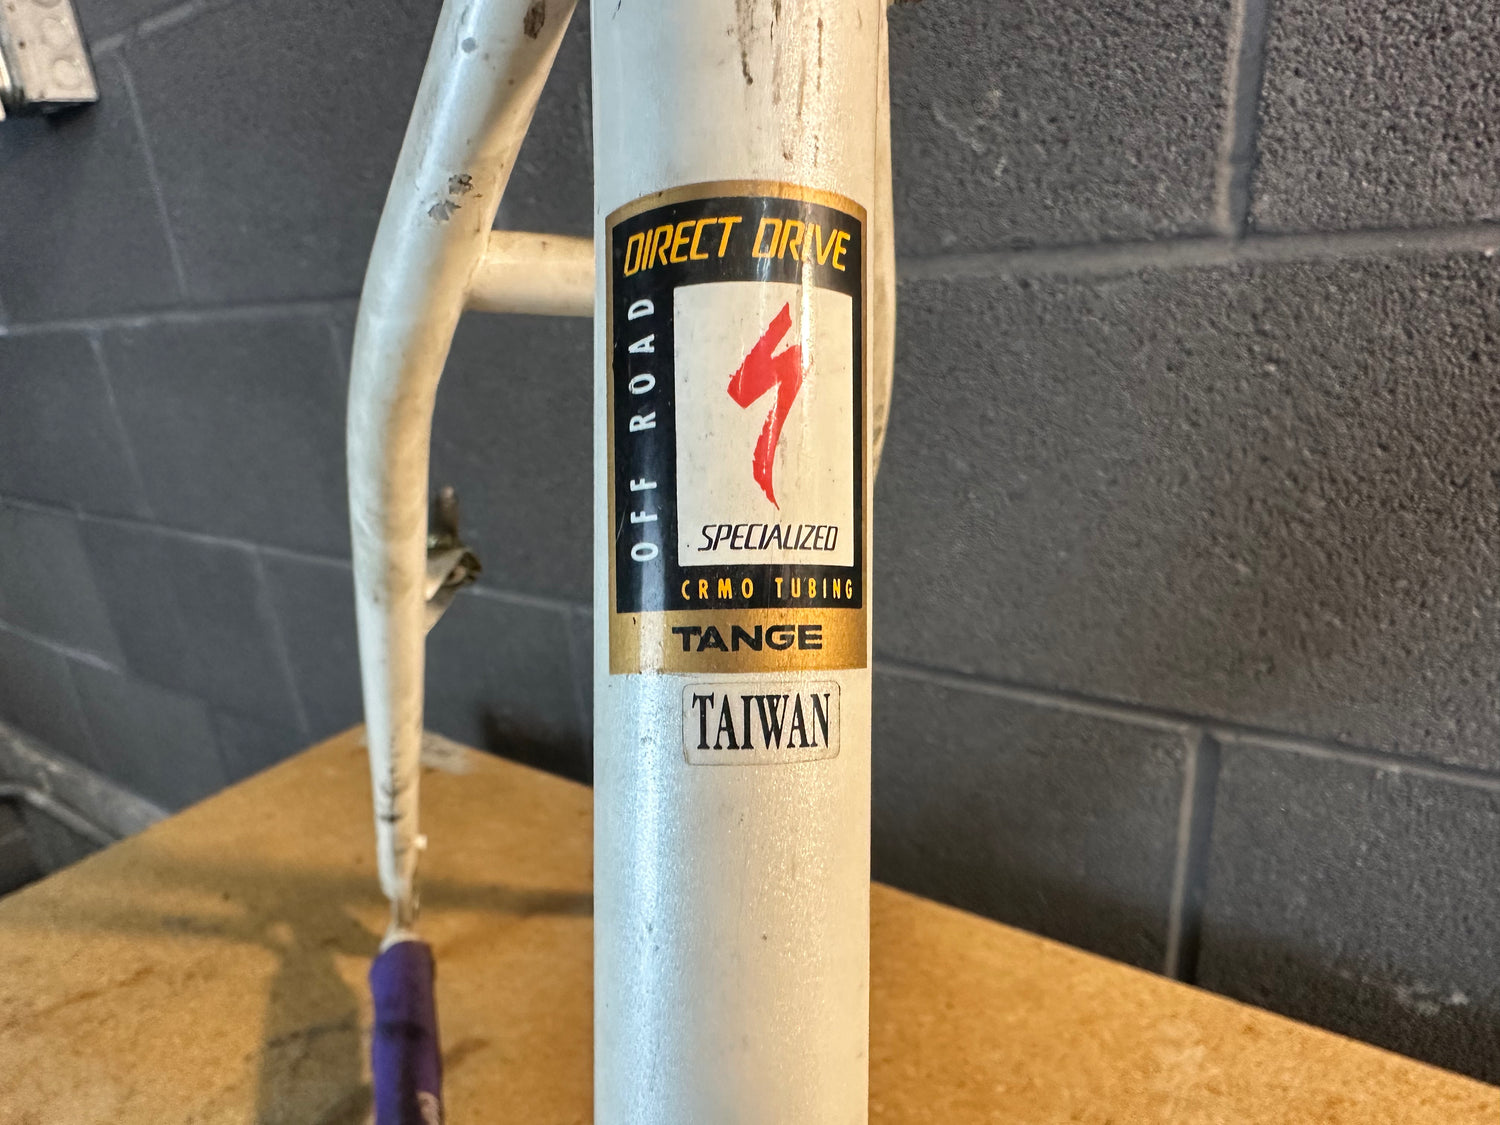 DIRECT DRIVE
OFF ROAD
SPECIALIZED
CRMO TUBING
TANGE
TAIWAN